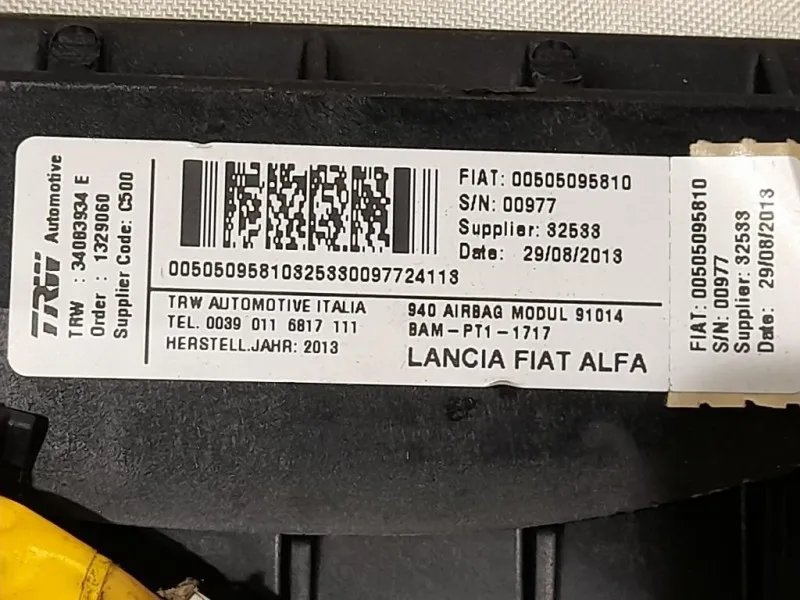 TRW Automotive
TRW : 34083934 E
Order : 1329060
Supplier Code: C500
FIAT: 00505095810
S/N: 00977
Supplier: 32533
Date: 29/08/2013
00505095810325330097724113
TRW AUTOMOTIVE ITALIA
TEL. 0039 011 6817 111
HERSTELL.JAHR: 2013
940 AIRBAG MODUL 91014
BAM-PT1-1717
LANCIA FIAT ALFA
FIAT: 00505095810
S/N: 00977
Supplier: 32533
Date: 29/08/2013